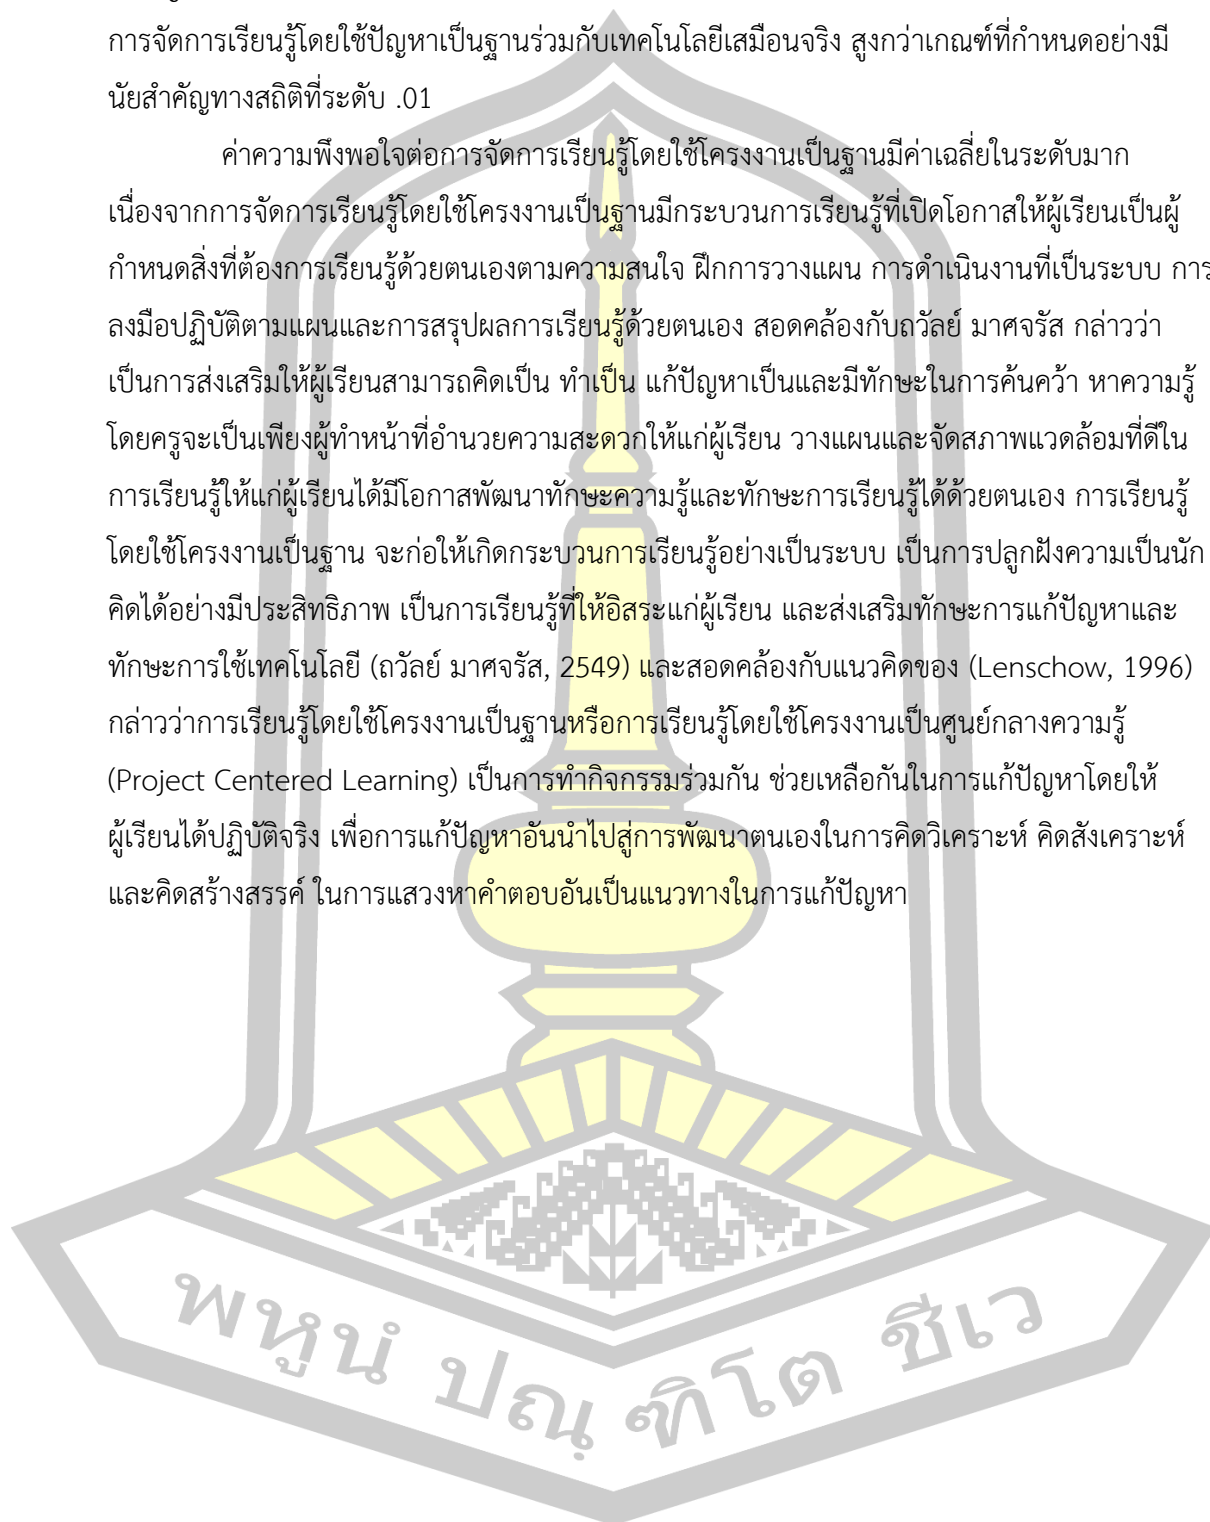 การจัดการเรียนรู้โดยใช้ปัญหาเป็นฐานร่วมกับเทคโนโลยีเสมือนจริง สูงกว่าเกณฑ์ที่กำหนดอย่างมี
นัยสำคัญทางสถิติที่ระดับ .01
ค่าความพึงพอใจต่อการจัดการเรียนรู้โดยใช้โครงงานเป็นฐานมีค่าเฉลี่ยในระดับมาก
เนื่องจากการจัดการเรียนรู้โดยใช้โครงงานเป็นฐานมีกระบวนการเรียนรู้ที่เปิดโอกาสให้ผู้เรียนเป็นผู้
กำหนดสิ่งที่ต้องการเรียนรู้ด้วยตนเองตามความสนใจ ฝึกการวางแผน การดำเนินงานที่เป็นระบบ การ
ลงมือปฏิบัติตามแผนและการสรุปผลการเรียนรู้ด้วยตนเอง สอดคล้องกับถวัลย์ มาศจรัส กล่าวว่า
เป็นการส่งเสริมให้ผู้เรียนสามารถคิดเป็น ทำเป็น แก้ปัญหาเป็นและมีทักษะในการค้นคว้า หาความรู้
โดยครูจะเป็นเพียงผู้ทำหน้าที่อำนวยความสะดวกให้แก่ผู้เรียน วางแผนและจัดสภาพแวดล้อมที่ดีใน
การเรียนรู้ให้แก่ผู้เรียนได้มีโอกาสพัฒนาทักษะความรู้และทักษะการเรียนรู้ได้ด้วยตนเอง การเรียนรู้
โดยใช้โครงงานเป็นฐาน จะก่อให้เกิดกระบวนการเรียนรู้อย่างเป็นระบบ เป็นการปลูกฝังความเป็นนัก
คิดได้อย่างมีประสิทธิภาพ เป็นการเรียนรู้ที่ให้อิสระแก่ผู้เรียน และส่งเสริมทักษะการแก้ปัญหาและ
ทักษะการใช้เทคโนโลยี (ถวัลย์ มาศจรัส, 2549) และสอดคล้องกับแนวคิดของ (Lenschow, 1996)
กล่าวว่าการเรียนรู้โดยใช้โครงงานเป็นฐานหรือการเรียนรู้โดยใช้โครงงานเป็นศูนย์กลางความรู้
(Project Centered Learning) เป็นการทำกิจกรรมร่วมกัน ช่วยเหลือกันในการแก้ปัญหาโดยให้
ผู้เรียนได้ปฏิบัติจริง เพื่อการแก้ปัญหาอันนำไปสู่การพัฒนาตนเองในการคิดวิเคราะห์ คิดสังเคราะห์
และคิดสร้างสรรค์ ในการแสวงหาคำตอบอันเป็นแนวทางในการแก้ปัญหา
พหูนํ ปณฺฑิโต ชีเว